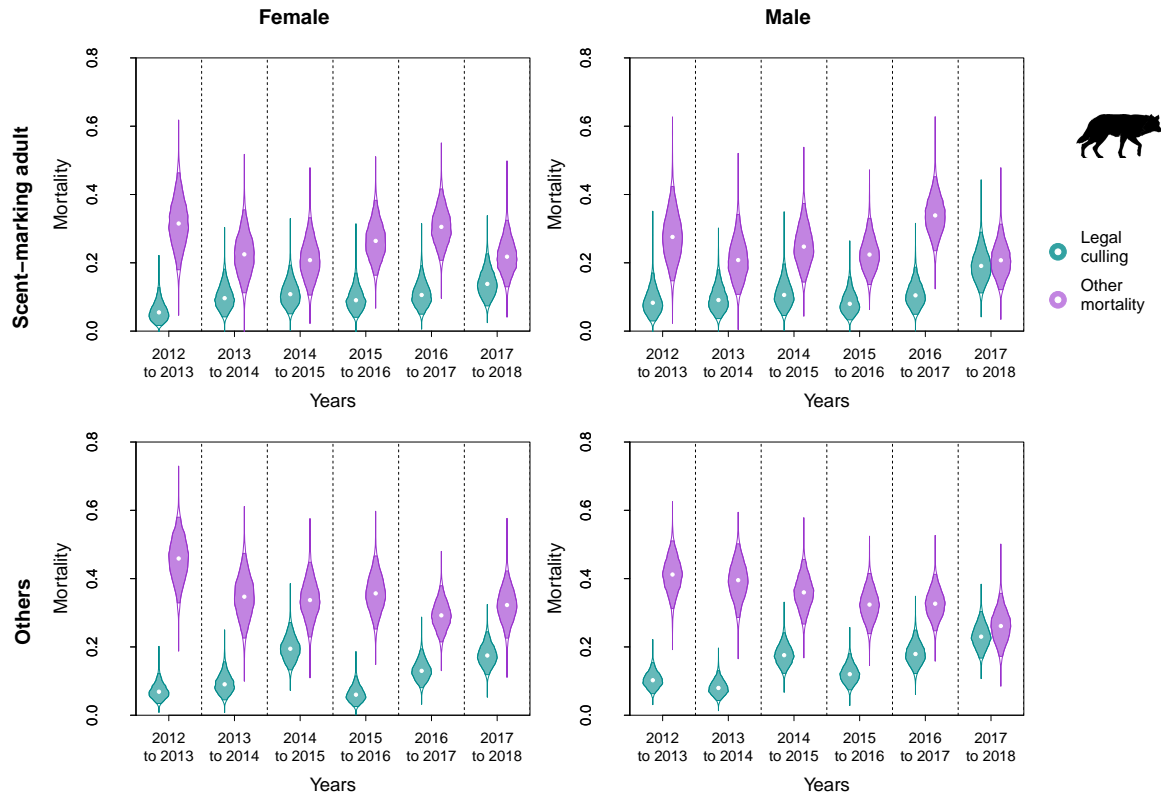 Female
Male
Scent−marking adult
Mortality
0.0
0.2
0.4
0.6
0.8
2012
to 2013
2013
to 2014
2014
to 2015
2015
to 2016
2016
to 2017
2017
to 2018
Years
Mortality
0.0
0.2
0.4
0.6
0.8
2012
to 2013
2013
to 2014
2014
to 2015
2015
to 2016
2016
to 2017
2017
to 2018
Years
Legal
culling
Other
mortality
Others
Mortality
0.0
0.2
0.4
0.6
0.8
2012
to 2013
2013
to 2014
2014
to 2015
2015
to 2016
2016
to 2017
2017
to 2018
Years
Mortality
0.0
0.2
0.4
0.6
0.8
2012
to 2013
2013
to 2014
2014
to 2015
2015
to 2016
2016
to 2017
2017
to 2018
Years